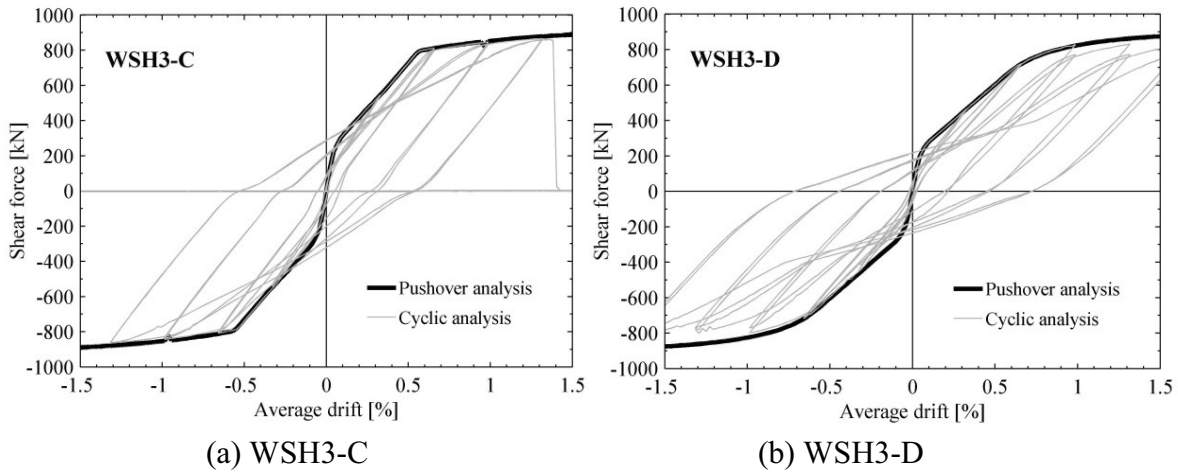 1000
800
600
400
200
0
-200
-400
-600
-800
-1000
Shear force [kN]
WSH3-C
Pushover analysis
Cyclic analysis
-1.5 -1 -0.5 0 0.5 1 1.5
Average drift [%]
(a) WSH3-C
1000
800
600
400
200
0
-200
-400
-600
-800
-1000
Shear force [kN]
WSH3-D
Pushover analysis
Cyclic analysis
-1.5 -1 -0.5 0 0.5 1 1.5
Average drift [%]
(b) WSH3-D